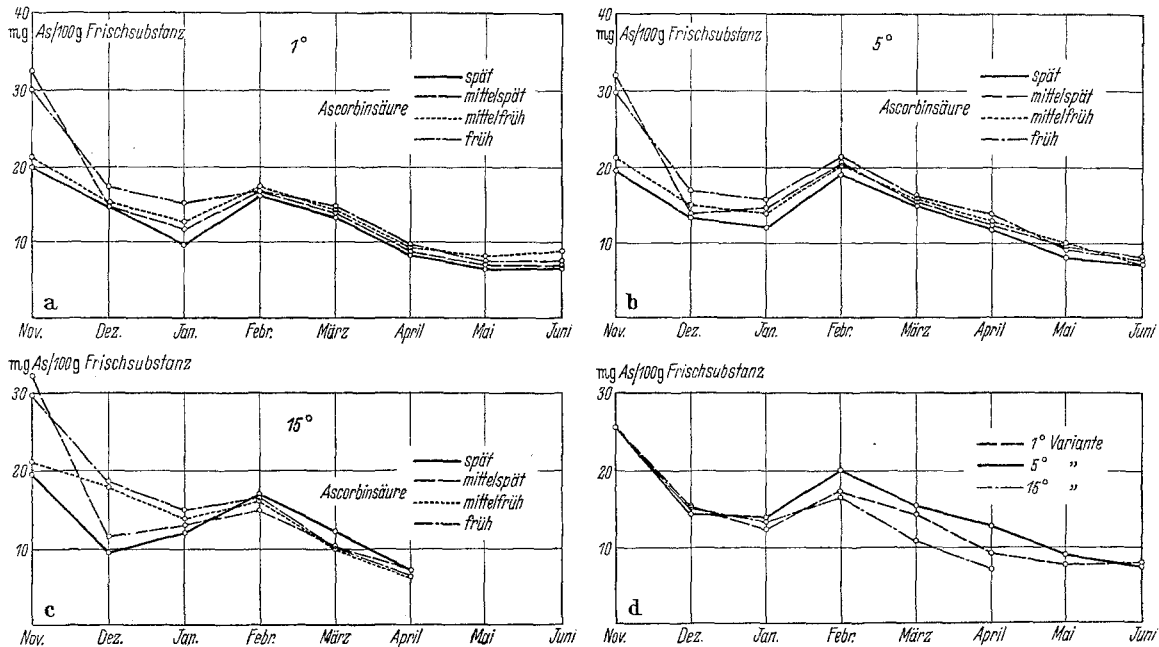 40
mg As/100g Frischsubstanz
1°
spät
mittelspät
Ascorbinsäure
mittelfrüh
früh
30
20
10
a
Nov. Dez. Jan. Febr. März April Mai Juni
40
mg As/100g Frischsubstanz
5°
spät
mittelspät
Ascorbinsäure
mittelfrüh
früh
30
20
10
b
Nov. Dez. Jan. Febr. März April Mai Juni
mg As/100g Frischsubstanz
30
15°
spät
mittelspät
Ascorbinsäure
mittelfrüh
früh
20
10
c
Nov. Dez. Jan. Febr. März April Mai Juni
mg As/100g Frischsubstanz
30
1° Variante
5° "
15° "
20
10
d
Nov. Dez. Jan. Febr. März April Mai Juni